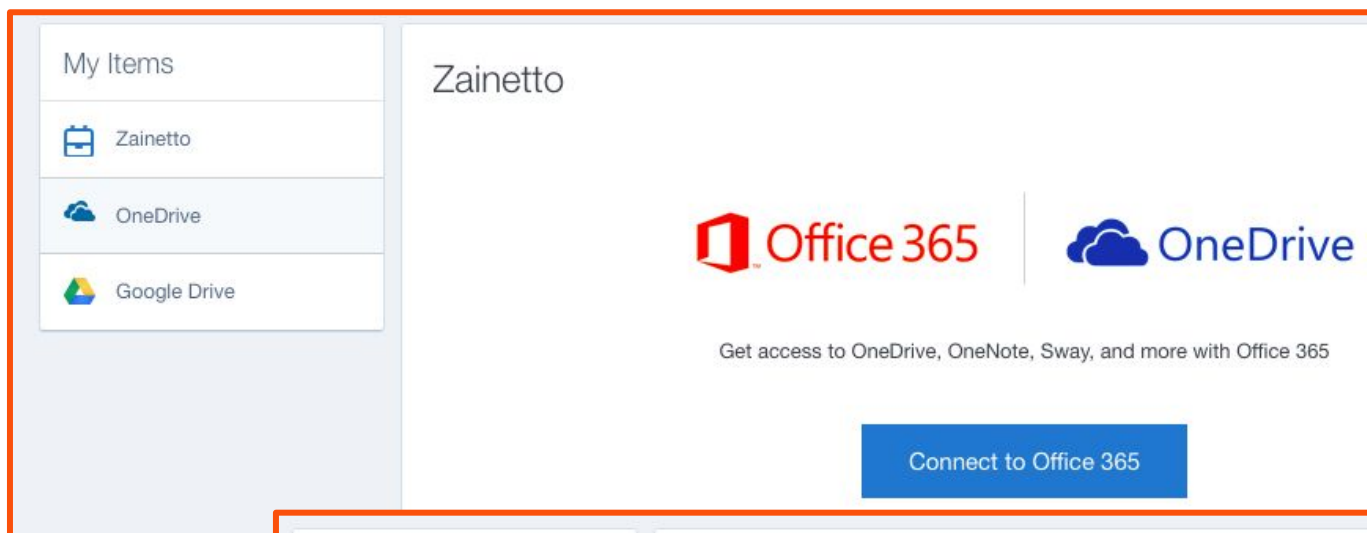 My Items
Zainetto
OneDrive
Google Drive
Zainetto
Office 365
OneDrive
Get access to OneDrive, OneNote, Sway, and more with Office 365
Connect to Office 365